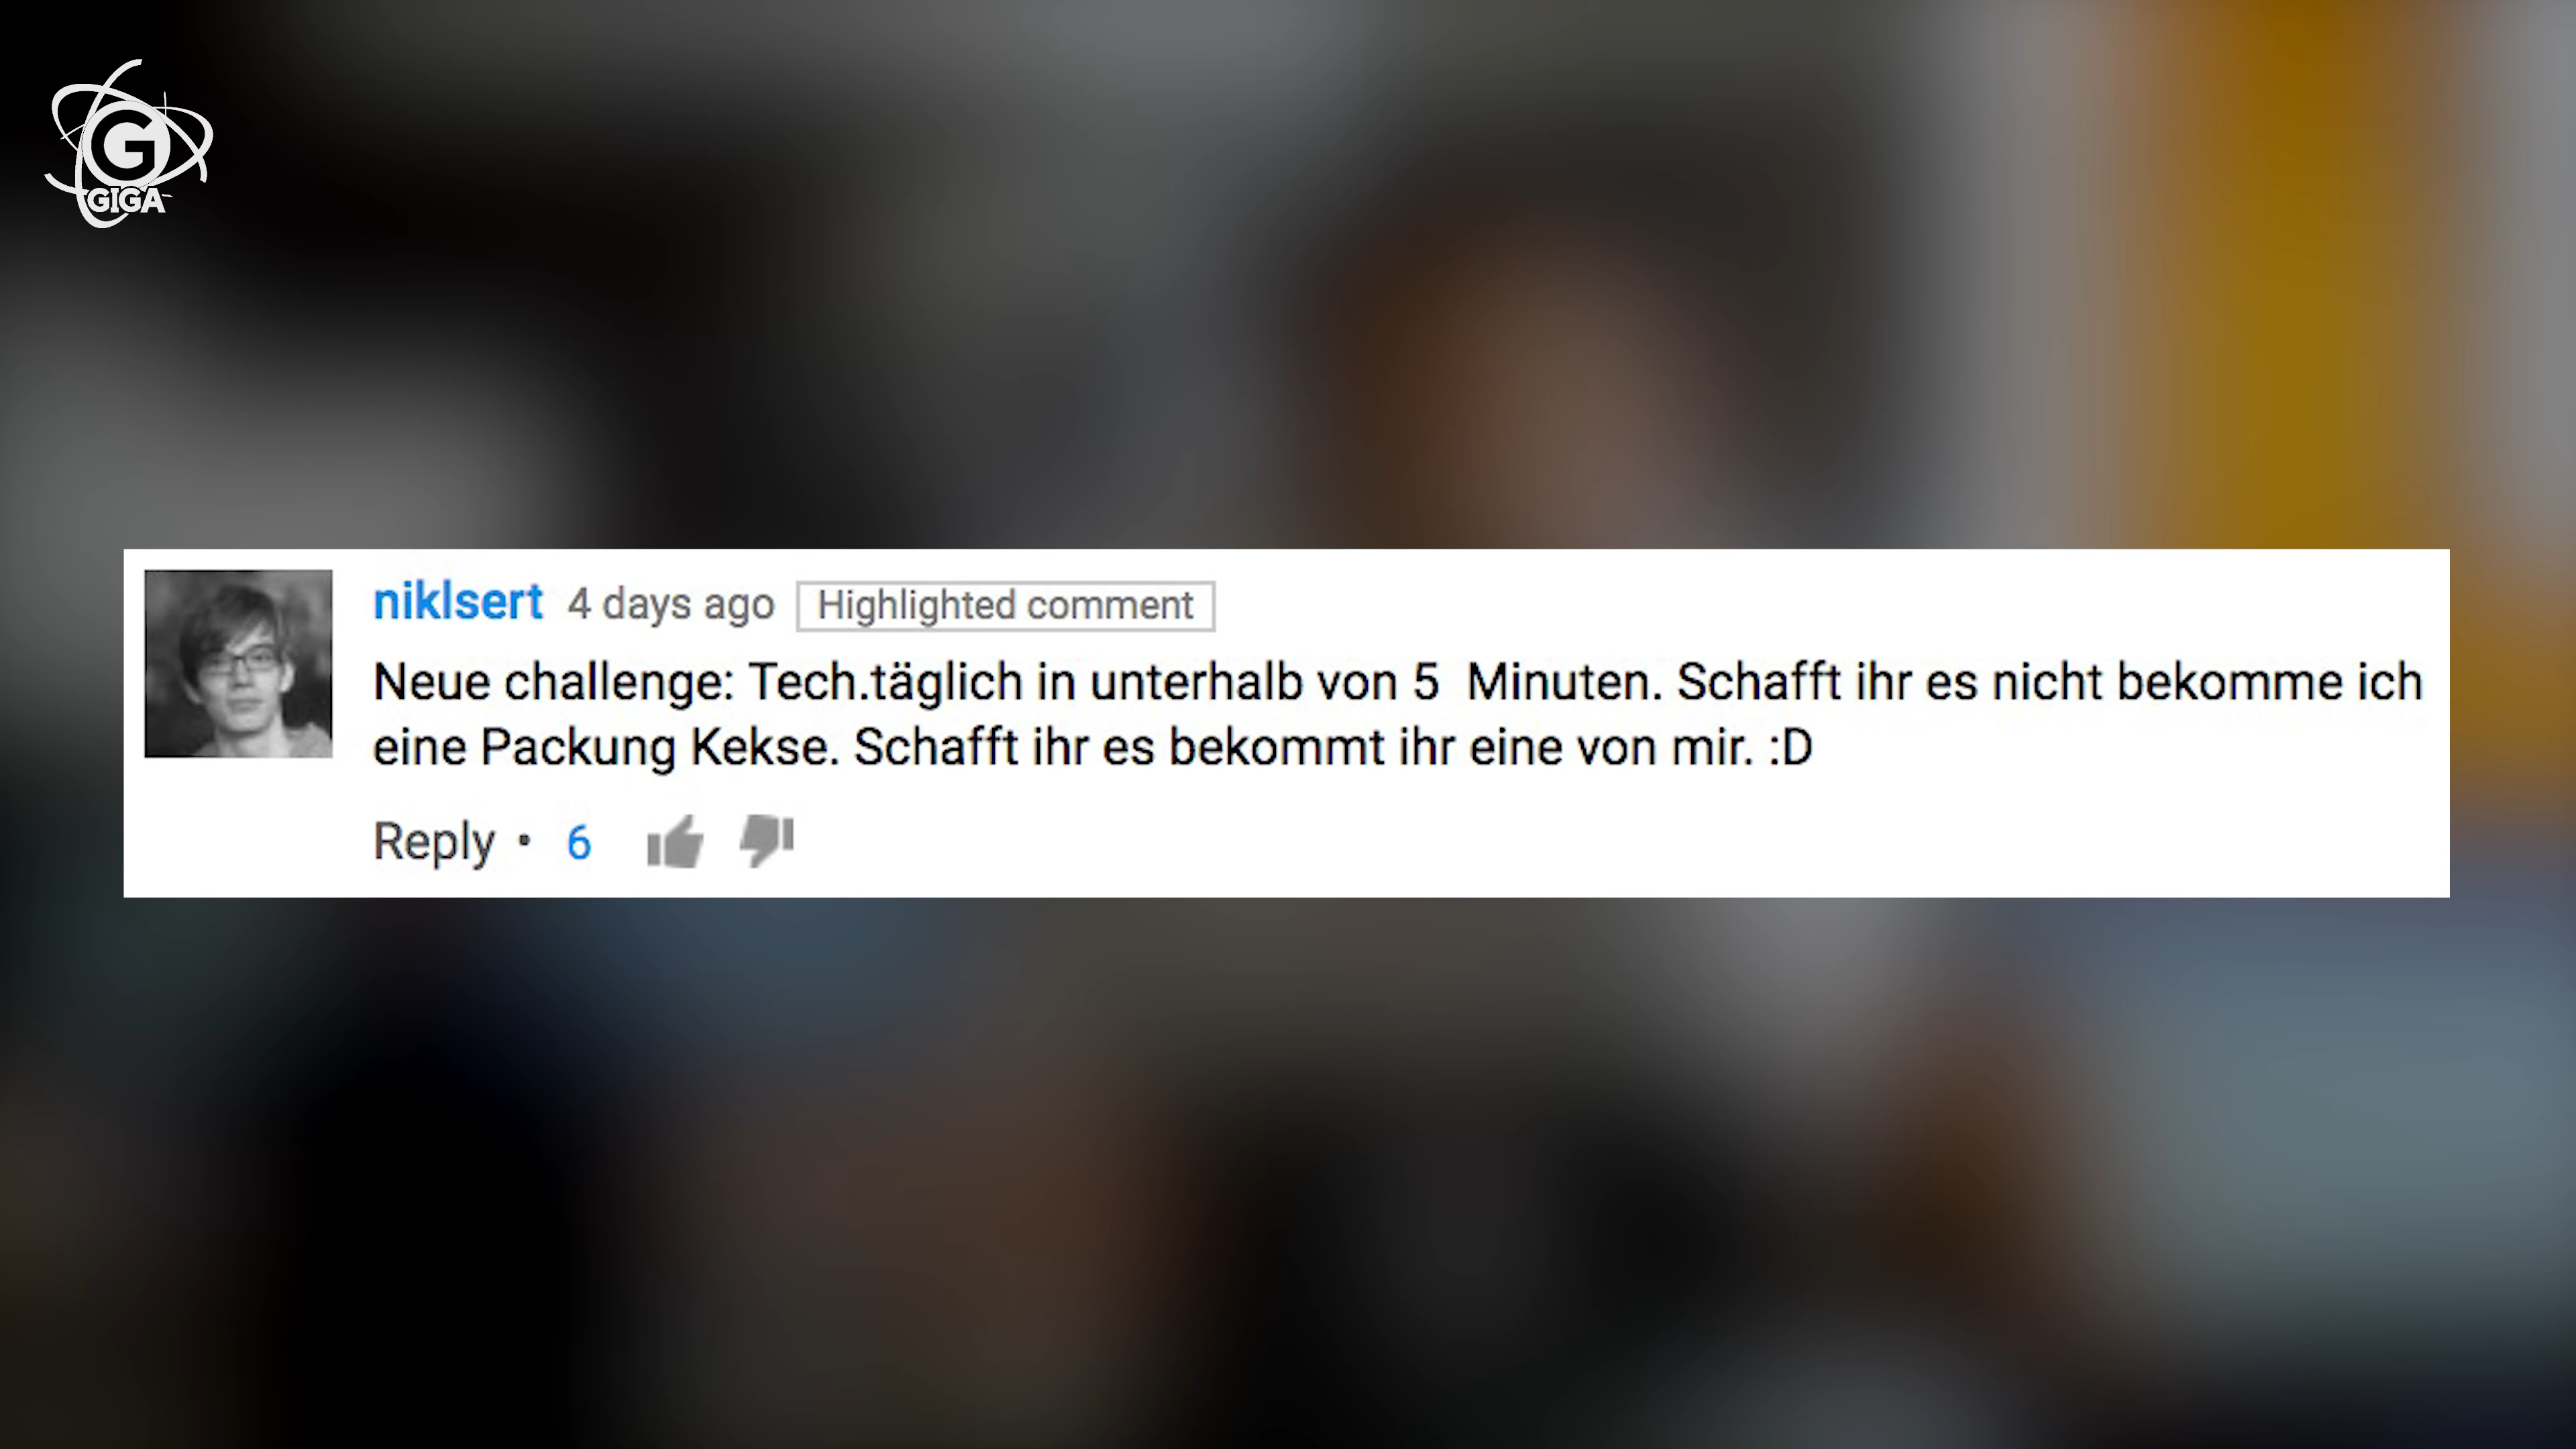 G
GIGA
niklsert 4 days ago Highlighted comment
Neue challenge: Tech.täglich in unterhalb von 5  Minuten. Schafft ihr es nicht bekomme ich
eine Packung Kekse. Schafft ihr es bekommt ihr eine von mir. :D
Reply • 6